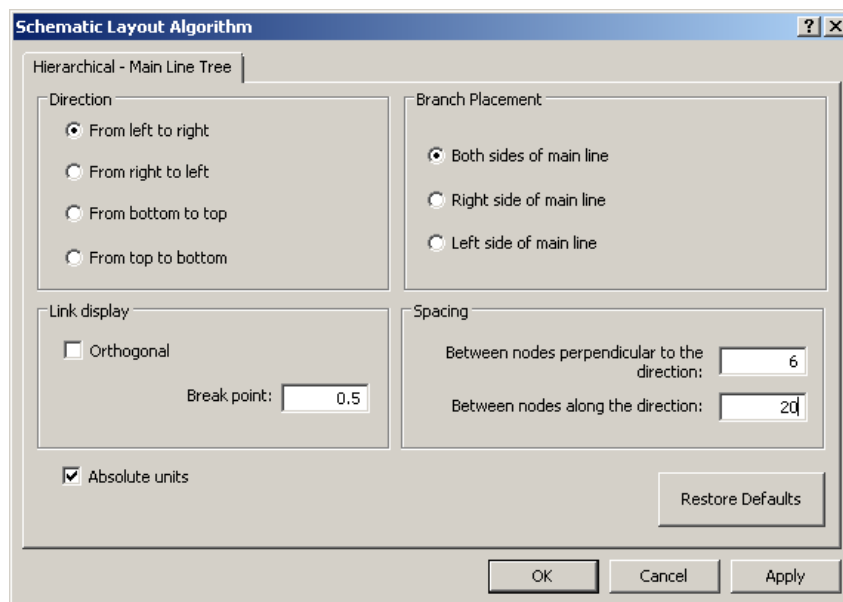 Schematic Layout Algorithm
Hierarchical - Main Line Tree
Direction
From left to right
From right to left
From bottom to top
From top to bottom
Branch Placement
Both sides of main line
Right side of main line
Left side of main line
Link display
Orthogonal
Break point: 0.5
Spacing
Between nodes perpendicular to the
direction: 6
Between nodes along the direction: 20
Absolute units
Restore Defaults
OK Cancel Apply